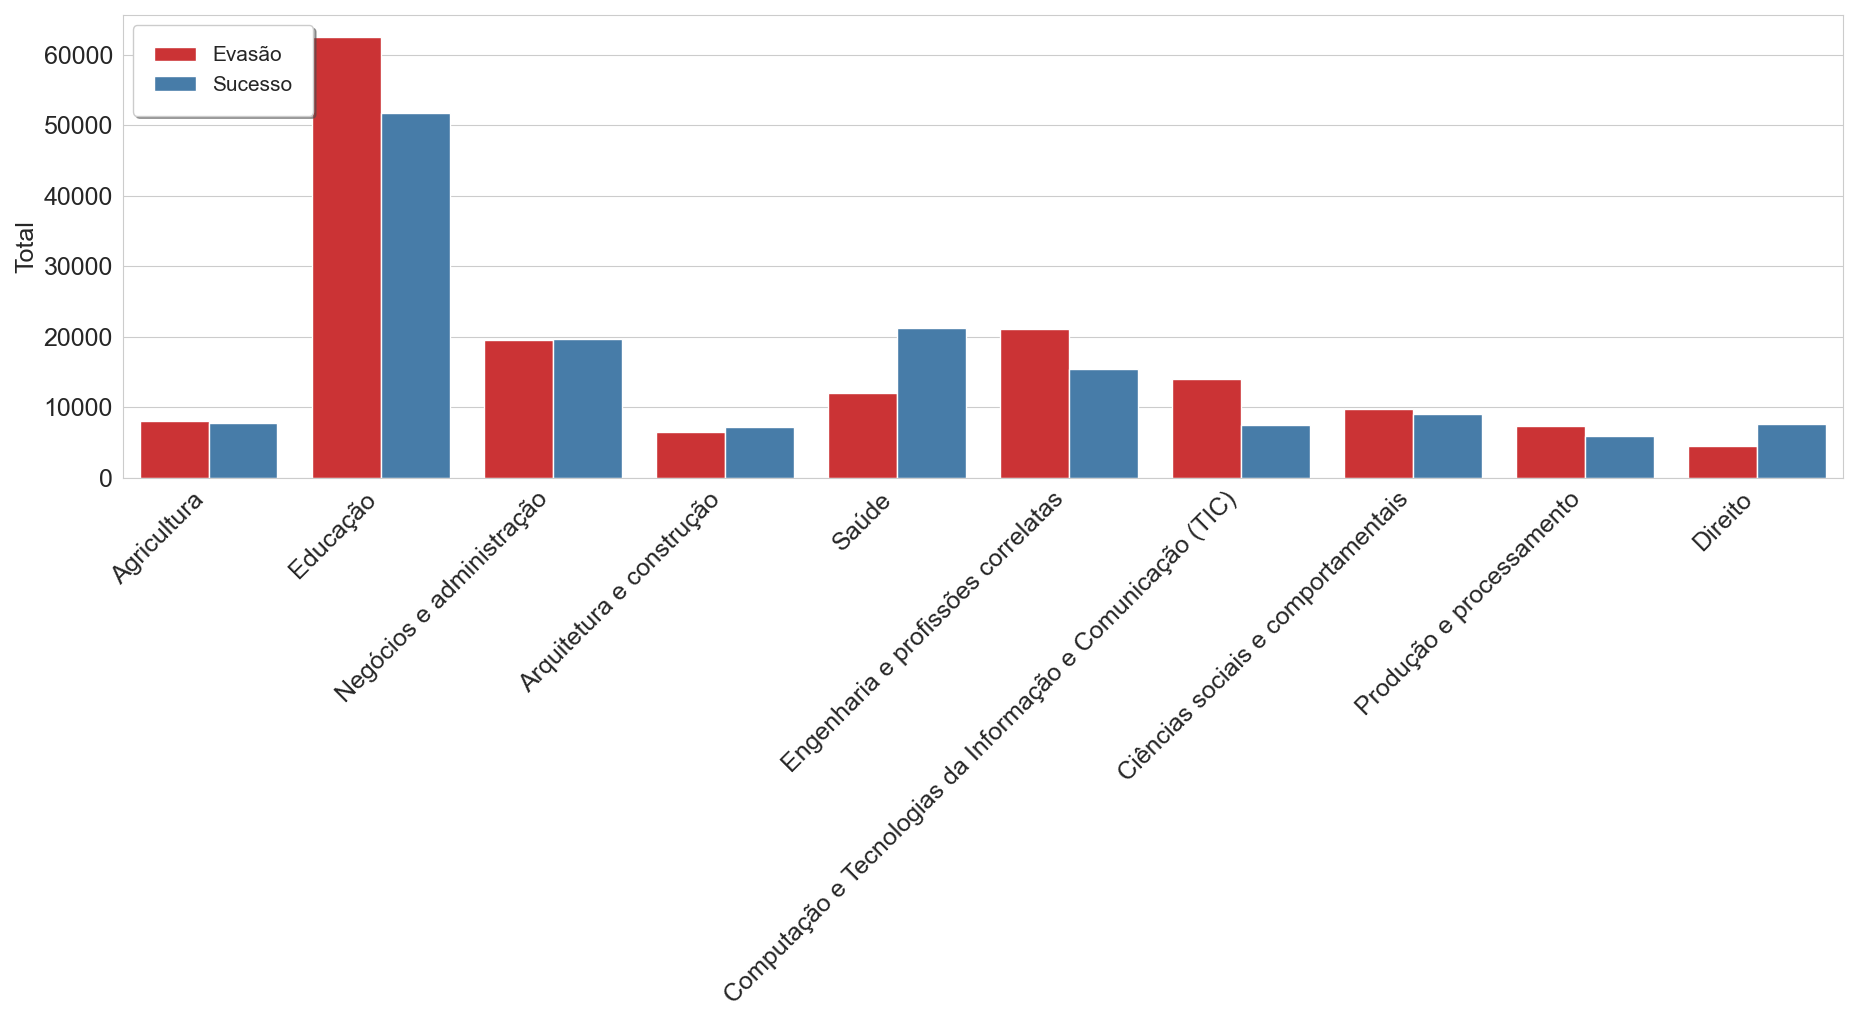 Evasão
Sucesso
Total
60000
50000
40000
30000
20000
10000
0
Agricultura
Educação
Negócios e administração
Arquitetura e construção
Saúde
Engenharia e profissões correlatas
Computação e Tecnologias da Informação e Comunicação (TIC)
Ciências sociais e comportamentais
Produção e processamento
Direito